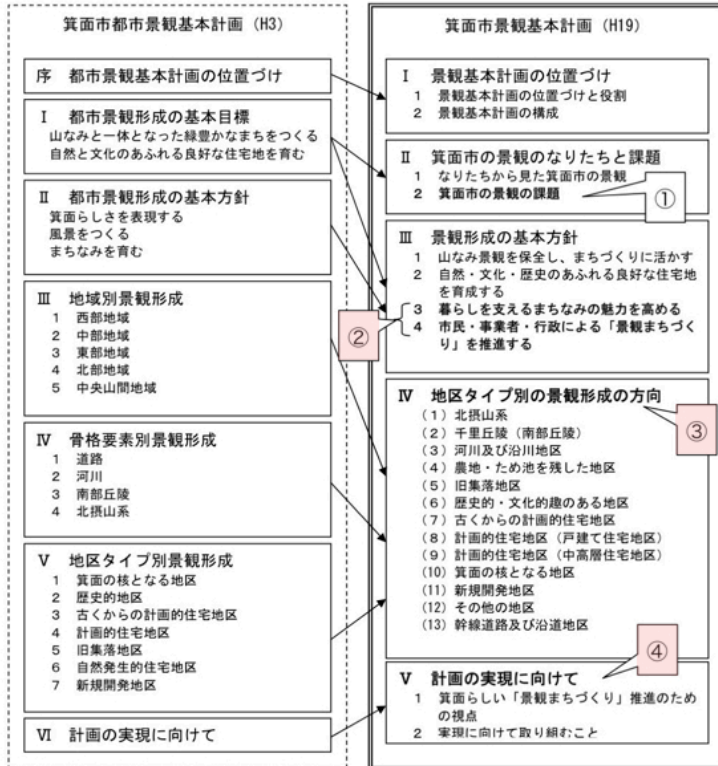 箕面市都市景観基本計画（H3）
序　都市景観基本計画の位置づけ
Ⅰ　都市景観形成の基本目標
山なみと一体となった緑豊かなまちをつくる
自然と文化のあふれる良好な住宅地を育む
Ⅱ　都市景観形成の基本方針
箕面らしさを表現する
風景をつくる
まちなみを育む
Ⅲ　地域別景観形成
1　西部地域
2　中部地域
3　東部地域
4　北部地域
5　中央山間地域
Ⅳ　骨格要素別景観形成
1　道路
2　河川
3　南部丘陵
4　北摂山系
Ⅴ　地区タイプ別景観形成
1　箕面の核となる地区
2　歴史的地区
3　古くからの計画的住宅地区
4　計画的住宅地区
5　旧集落地区
6　自然発生的住宅地区
7　新規開発地区
Ⅵ　計画の実現に向けて
箕面市景観基本計画（H19）
Ⅰ　景観基本計画の位置づけ
1　景観基本計画の位置づけと役割
2　景観基本計画の構成
Ⅱ　箕面市の景観のなりたちと課題
1　なりたちから見た箕面市の景観
2　箕面市の景観の課題
①
Ⅲ　景観形成の基本方針
1　山なみ景観を保全し、まちづくりに活かす
2　自然・文化・歴史のあふれる良好な住宅地
を育成する
3　暮らしを支えるまちなみの魅力を高める
4　市民・事業者・行政による「景観まちづく
り」を推進する
②
Ⅳ　地区タイプ別の景観形成の方向
（1）北摂山系
（2）千里丘陵（南部丘陵）
（3）河川及び沿川地区
（4）農地・ため池を残した地区
（5）旧集落地区
（6）歴史的・文化的趣のある地区
（7）古くからの計画的住宅地区
（8）計画的住宅地区（戸建て住宅地区）
（9）計画的住宅地区（中高層住宅地区）
（10）箕面の核となる地区
（11）新規開発地区
（12）その他の地区
（13）幹線道路及び沿道地区
③
Ⅴ　計画の実現に向けて
1　箕面らしい「景観まちづくり」推進のため
の視点
2　実現に向けて取り組むこと
④